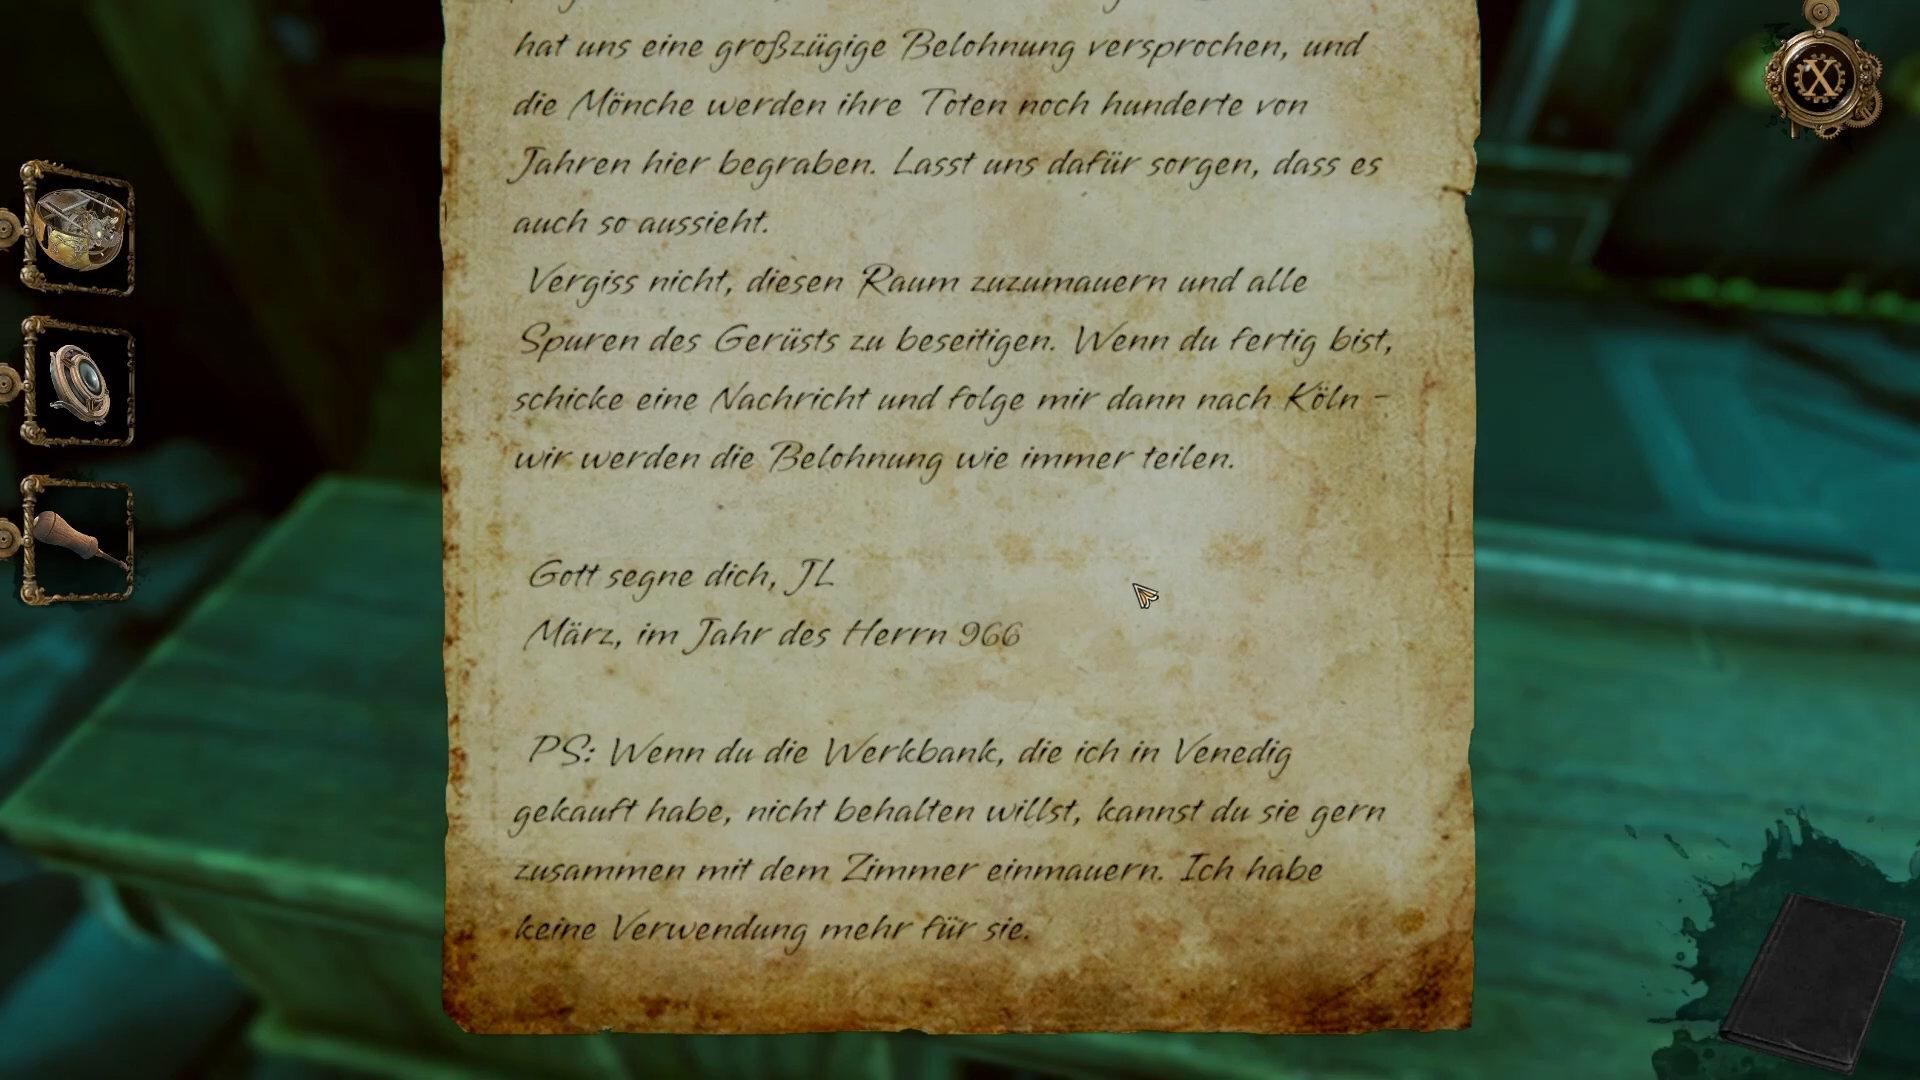 hat uns eine großzügige Belohnung versprochen, und
die Mönche werden ihre Toten noch hunderte von
Jahren hier begraben. Lasst uns dafür sorgen, dass es
auch so aussieht.
Vergiss nicht, diesen Raum zuzumauern und alle
Spuren des Gerüsts zu beseitigen. Wenn du fertig bist,
schicke eine Nachricht und folge mir dann nach Köln -
wir werden die Belohnung wie immer teilen.
Gott segne dich, JL
März, im Jahr des Herrn 966
PS: Wenn du die Werkbank, die ich in Venedig
gekauft habe, nicht behalten willst, kannst du sie gern
zusammen mit dem Zimmer einmauern. Ich habe
keine Verwendung mehr für sie.
X